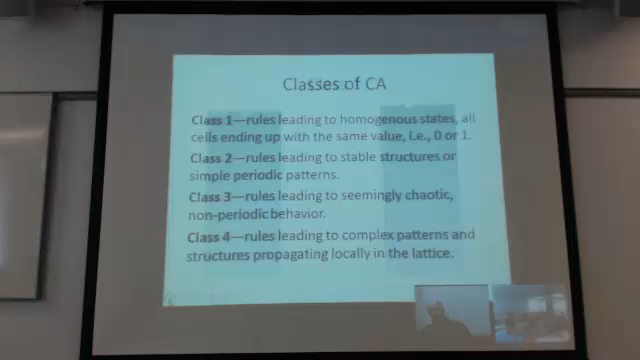 Classes of CA
Class 1—rules leading to homogenous states, all
cells ending up with the same value, i.e., 0 or 1.
Class 2—rules leading to stable structures or
simple periodic patterns.
Class 3—rules leading to seemingly chaotic,
non-periodic behavior.
Class 4—rules leading to complex patterns and
structures propagating locally in the lattice.